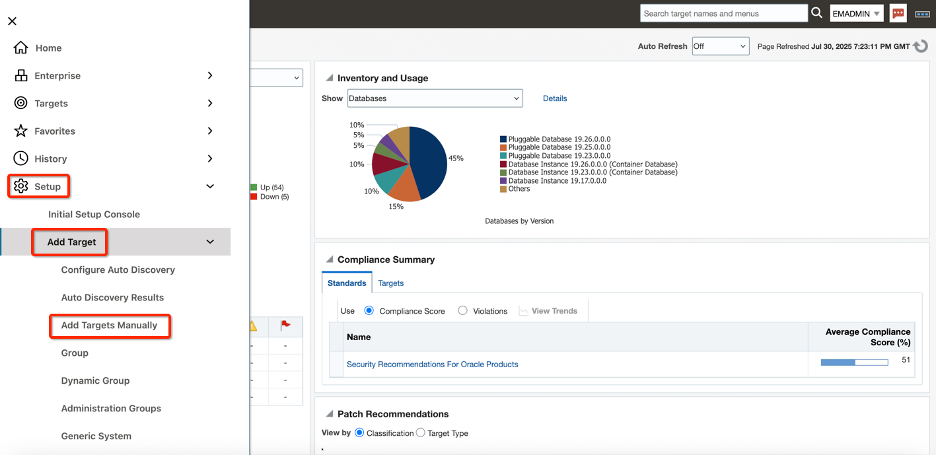 Search target names and menus
EMADMIN
Home
Enterprise
Targets
Favorites
History
Setup
Initial Setup Console
Add Target
Configure Auto Discovery
Auto Discovery Results
Add Targets Manually
Group
Dynamic Group
Administration Groups
Generic System
Auto Refresh Off Page Refreshed Jul 30, 2025 7:23:11 PM GMT
Up (54)
Down (5)
- -
- -
- -
- -
Inventory and Usage
Show Databases Details
10%
5%
5%
10%
10%
15%
45%
Pluggable Database 19.26.0.0.0
Pluggable Database 19.25.0.0.0
Pluggable Database 19.23.0.0.0
Database Instance 19.26.0.0.0 (Container Database)
Database Instance 19.23.0.0.0 (Container Database)
Database Instance 19.17.0.0.0
Others
Databases by Version
Compliance Summary
Standards Targets
Use Compliance Score Violations View Trends
Name Average Compliance
Score (%)
Security Recommendations For Oracle Products 51
Patch Recommendations
View by Classification Target Type